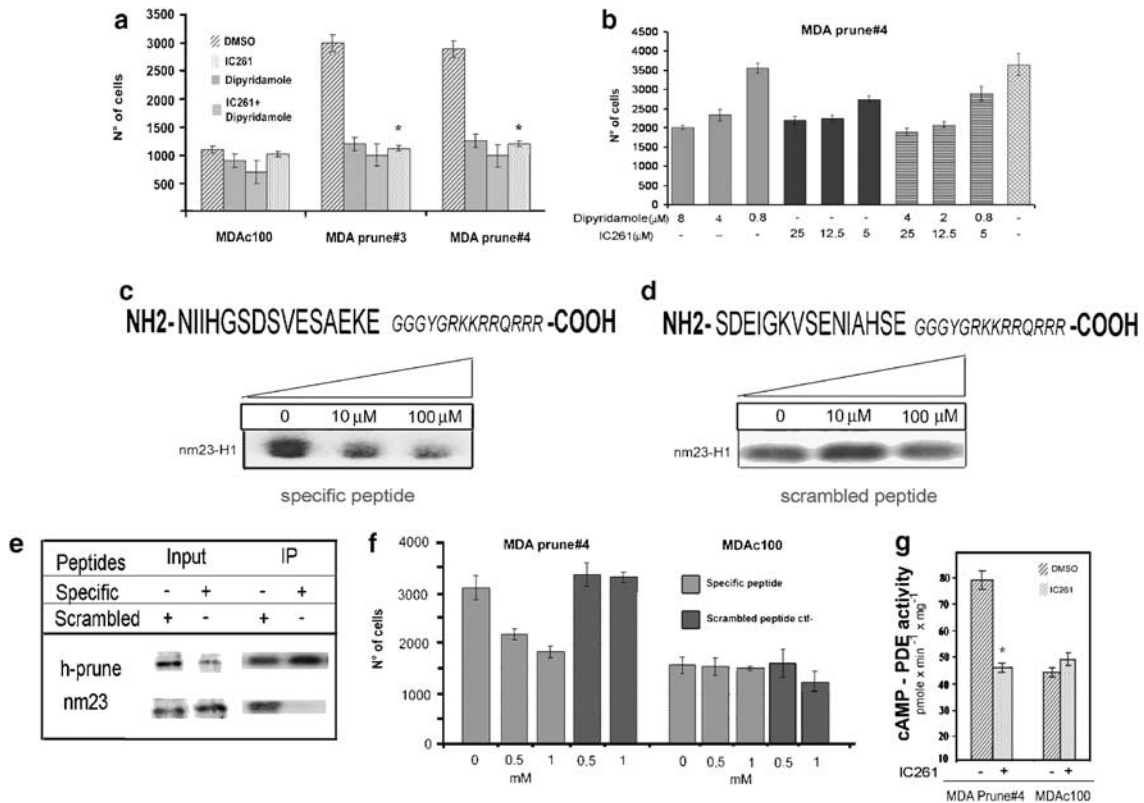 a
N° of cells
3000
2500
2000
1500
1000
500
DMSO
IC261
Dipyridamole
IC261+
Dipyridamole
*
*
MDAc100 MDA prune#3 MDA prune#4
b
MDA prune#4
N° of cells
4500
4000
3500
3000
2500
2000
1500
1000
500
0
Dipyridamole(μM) 8 4 0.8 - - - 4 2 0.8 -
IC261(μM) - -- - 25 12.5 5 25 12.5 5 -
c
NH2- NIIHGSDSVESAEKE GGGYGRKKRRQRRR -COOH
0 10 μM 100 μM
nm23-H1
specific peptide
d
NH2- SDEIGKVSENIAHSE GGGYGRKKRRQRRR -COOH
0 10 μM 100 μM
nm23-H1
scrambled peptide
e
Peptides Input IP
Specific - + - +
Scrambled + - + -
h-prune
nm23
f
N° of cells
4000
3000
2000
1000
0
MDA prune#4 MDAc100
Specific peptide
Scrambled peptide ctl-
0 0.5 1 0.5 1 0 0.5 1 0.5 1
mM mM
g
cAMP - PDE activity
pmole x min⁻¹ x mg⁻¹
80
70
60
50
40
30
20
10
DMSO
IC261
*
IC261 - + - +
MDA Prune#4 MDAc100